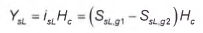 Y_{sL} = i_{sL}H_c = (S_{sL,g1} - S_{sL,g2})H_c